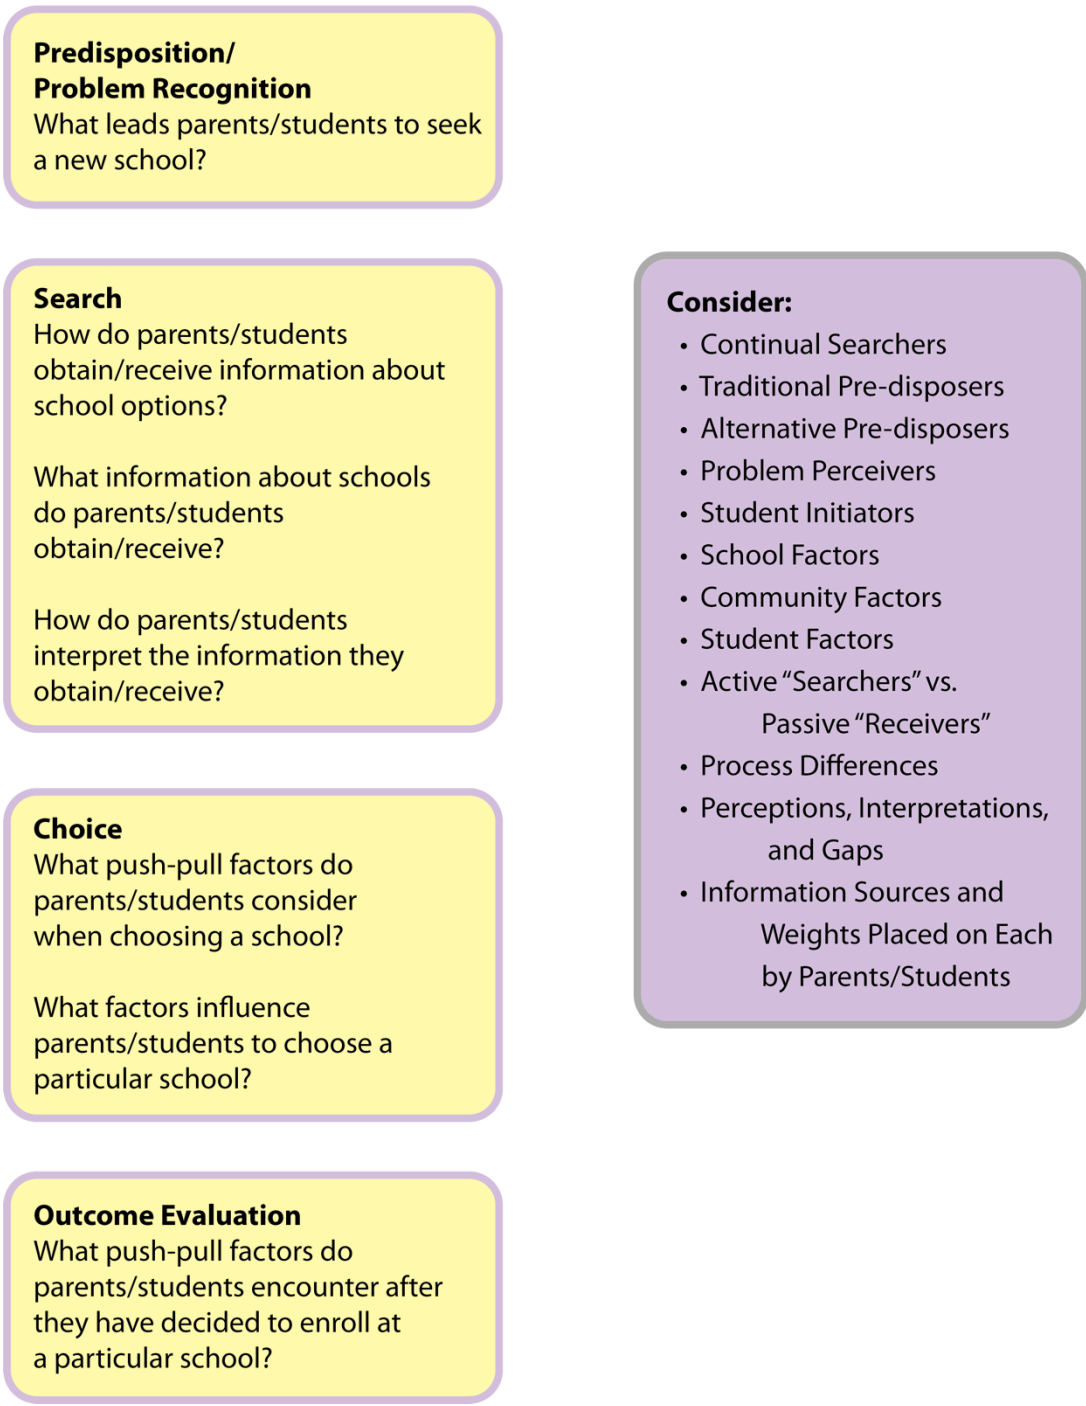 Predisposition/
Problem Recognition
What leads parents/students to seek
a new school?
Search
How do parents/students
obtain/receive information about
school options?
What information about schools
do parents/students
obtain/receive?
How do parents/students
interpret the information they
obtain/receive?
Choice
What push-pull factors do
parents/students consider
when choosing a school?
What factors influence
parents/students to choose a
particular school?
Outcome Evaluation
What push-pull factors do
parents/students encounter after
they have decided to enroll at
a particular school?
Consider:
• Continual Searchers
• Traditional Pre-disposers
• Alternative Pre-disposers
• Problem Perceivers
• Student Initiators
• School Factors
• Community Factors
• Student Factors
• Active “Searchers” vs.
Passive “Receivers”
• Process Differences
• Perceptions, Interpretations,
and Gaps
• Information Sources and
Weights Placed on Each
by Parents/Students